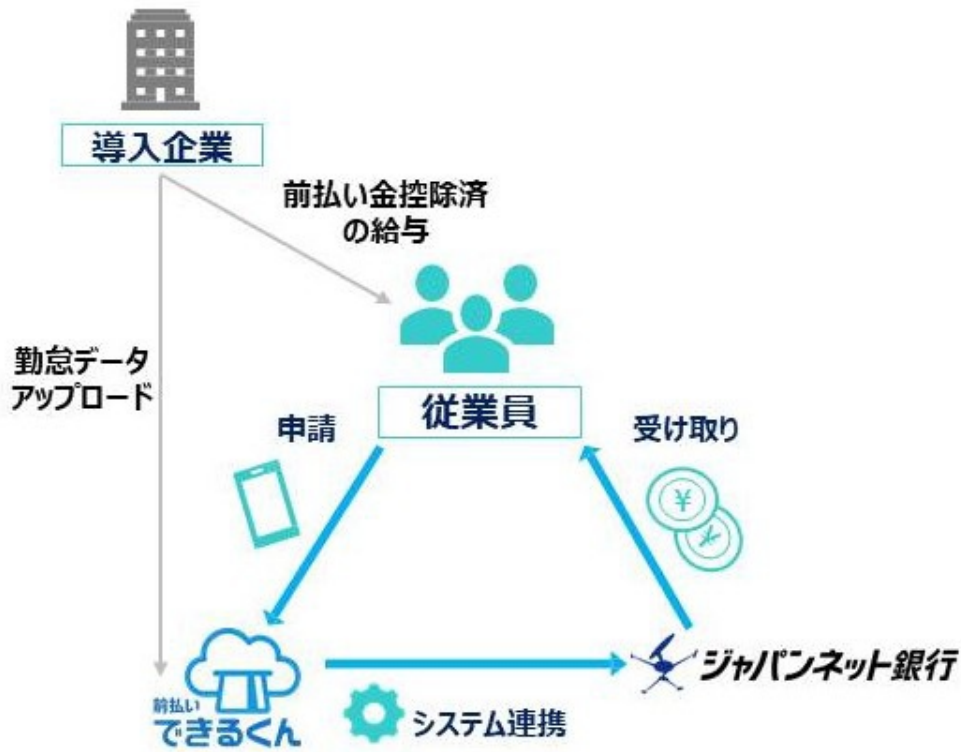 導入企業
前払い金控除済
の給与
勤怠データ
アップロード
従業員
申請
受け取り
¥
¥
前払い
できるくん
システム連携
ジャパンネット銀行